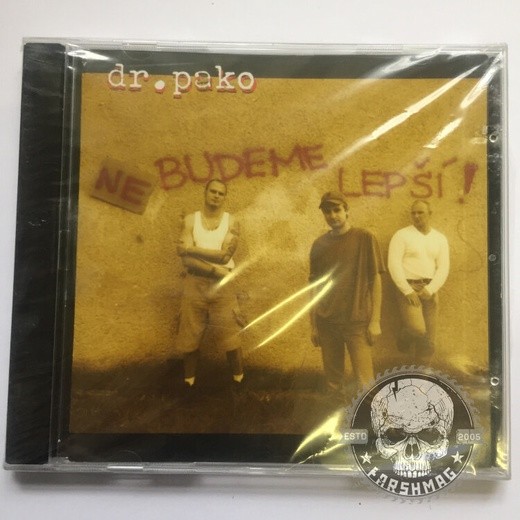 dr.pako
NE BUDEME
LEPŠÍ!
ESTD 2005
FARSHMAG